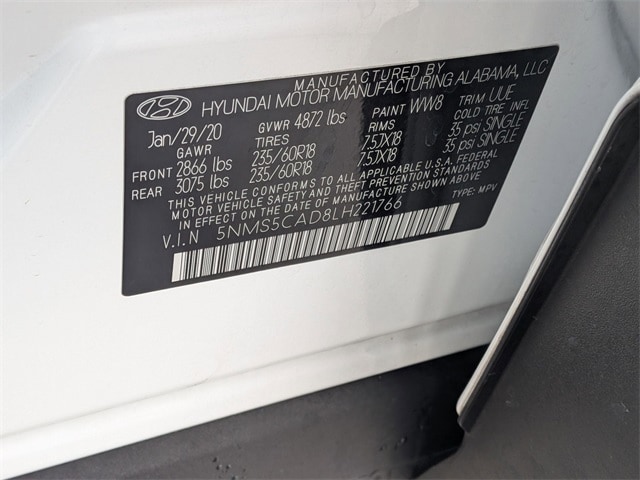 MANUFACTURED BY
HYUNDAI MOTOR MANUFACTURING ALABAMA, LLC
Jan/29/20 GVWR 4872 lbs PAINT WW8 TRIM UUE
GAWR TIRES RIMS COLD TIRE INFL
FRONT 2866 lbs 235/60R18 7.5JX18 35 psi SINGLE
REAR 3075 lbs 235/60R18 7.5JX18 35 psi SINGLE
THIS VEHICLE CONFORMS TO ALL APPLICABLE U.S.A. FEDERAL
MOTOR VEHICLE SAFETY AND THEFT PREVENTION STANDARDS
IN EFFECT ON THE DATE OF MANUFACTURE SHOWN ABOVE
V.I.N 5NMS5CAD8LH221766 TYPE: MPV